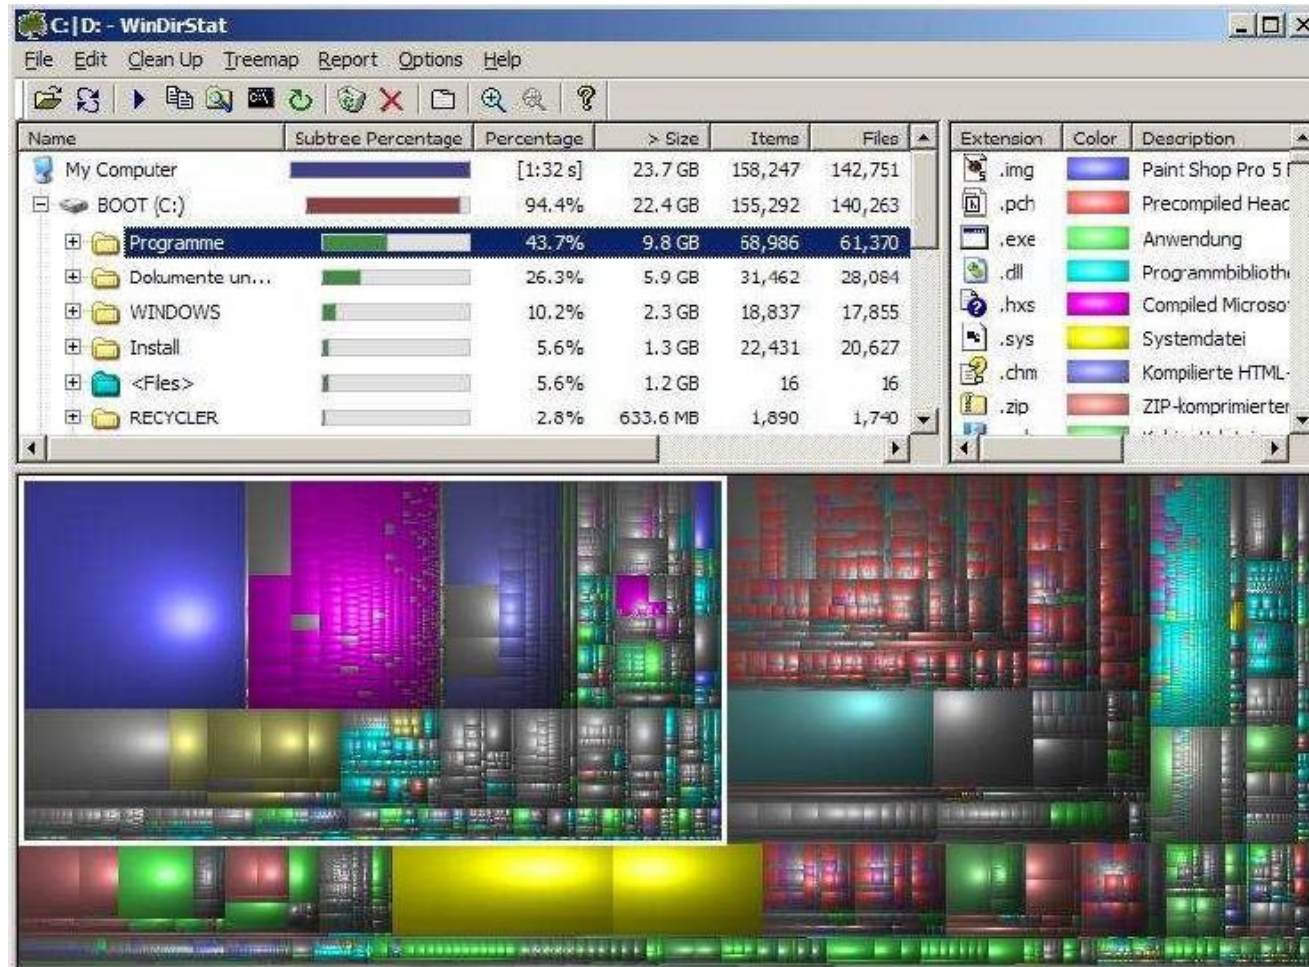 C:|D: - WinDirStat
File Edit Clean Up Treemap Report Options Help
Name Subtree Percentage Percentage > Size Items Files
My Computer [1:32 s] 23.7 GB 158,247 142,751
BOOT (C:) 94.4% 22.4 GB 155,292 140,263
Programme 43.7% 9.8 GB 68,986 61,370
Dokumente un... 26.3% 5.9 GB 31,462 28,084
WINDOWS 10.2% 2.3 GB 18,837 17,855
Install 5.6% 1.3 GB 22,431 20,627
<Files> 5.6% 1.2 GB 16 16
RECYCLER 2.8% 633.6 MB 1,890 1,740
Extension Color Description
.img Paint Shop Pro 5
.pch Precompiled Heac
.exe Anwendung
.dll Programmbiblioth
.hxs Compiled Microso
.sys Systemdatei
.chm Kompilierte HTML-
.zip ZIP-komprimierter